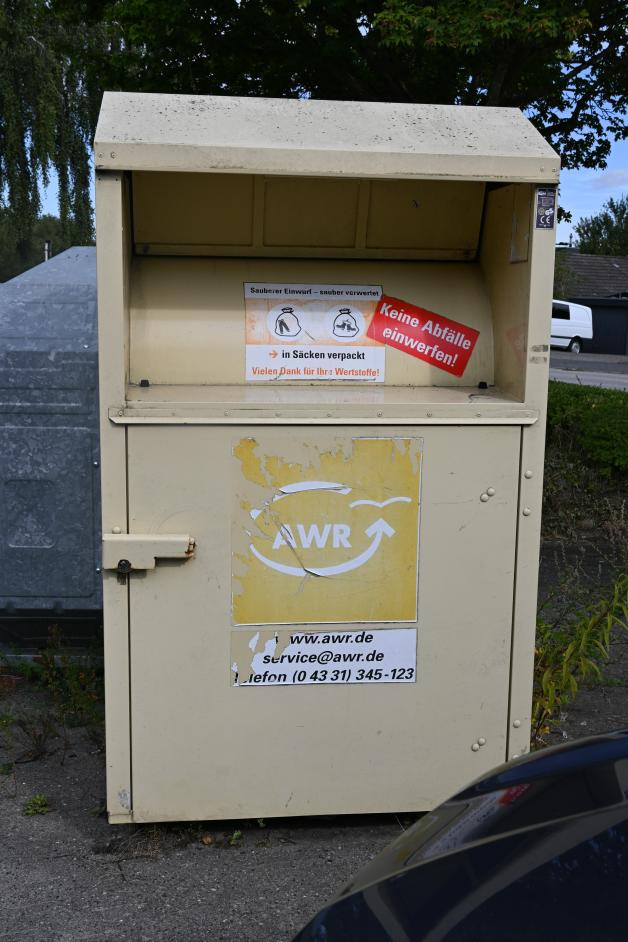 Sauberer Einwurf – sauber verwertet
Keine Abfälle
einwerfen!
→ in Säcken verpackt
Vielen Dank für Ihre Wertstoffe!
AWR
www.awr.de
service@awr.de
Telefon (0 43 31) 345-123